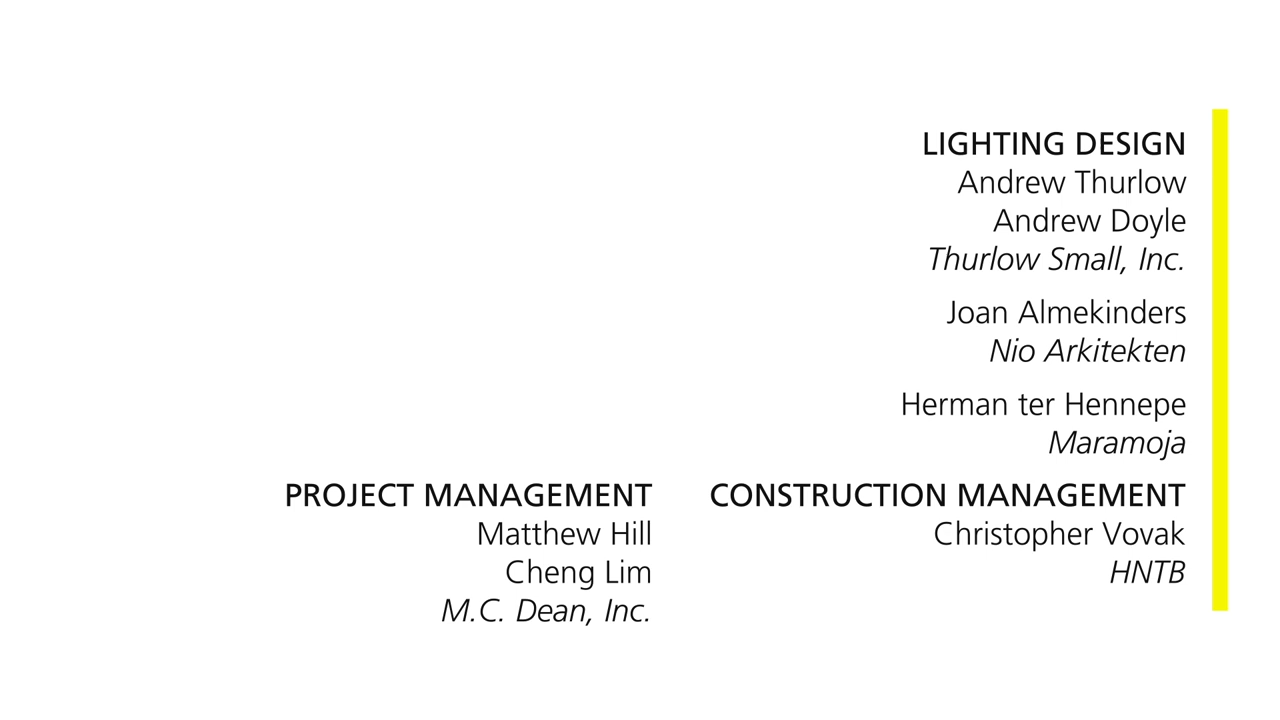 LIGHTING DESIGN
Andrew Thurlow
Andrew Doyle
Thurlow Small, Inc.
Joan Almekinders
Nio Arkitekten
Herman ter Hennepe
Maramoja
PROJECT MANAGEMENT
Matthew Hill
Cheng Lim
M.C. Dean, Inc.
CONSTRUCTION MANAGEMENT
Christopher Vovak
HNTB